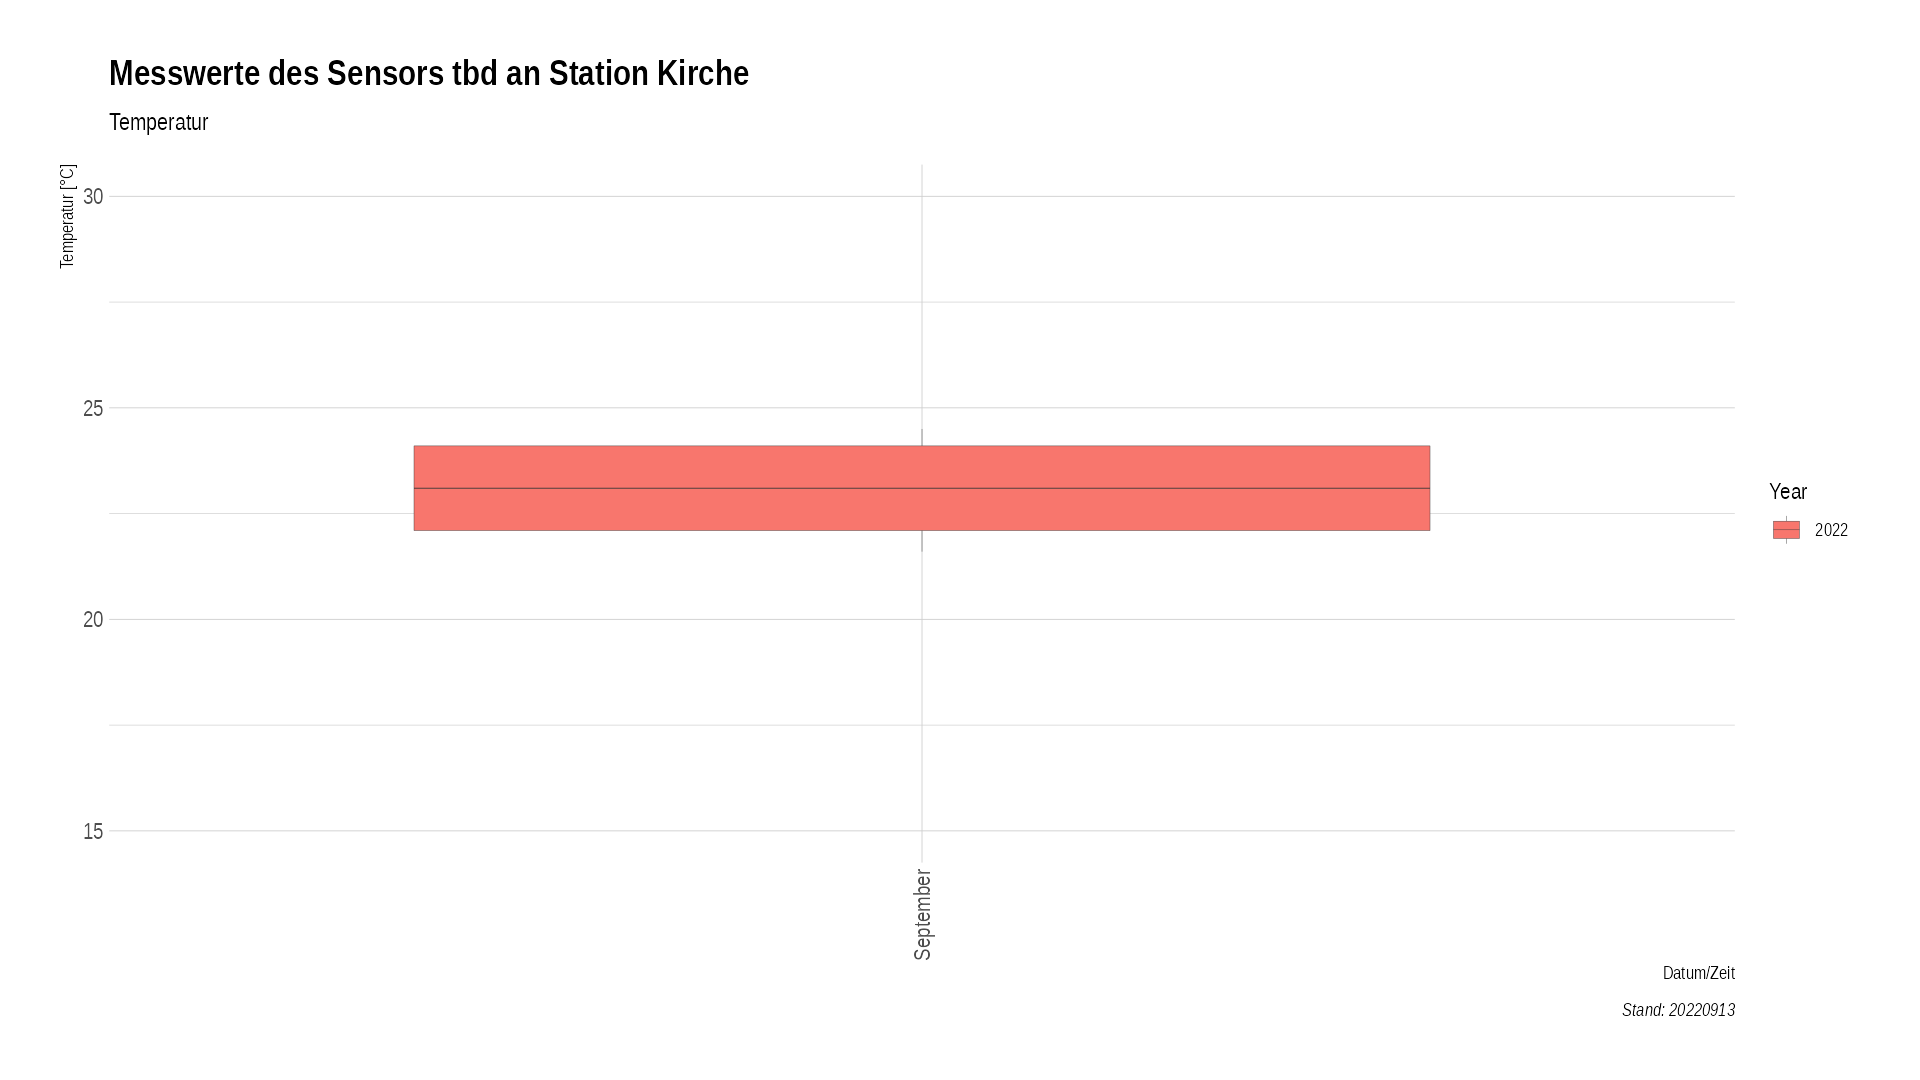 Messwerte des Sensors tbd an Station Kirche
Temperatur
Temperatur [°C]
30
25
20
15
September
Datum/Zeit
Stand: 20220913
Year
2022